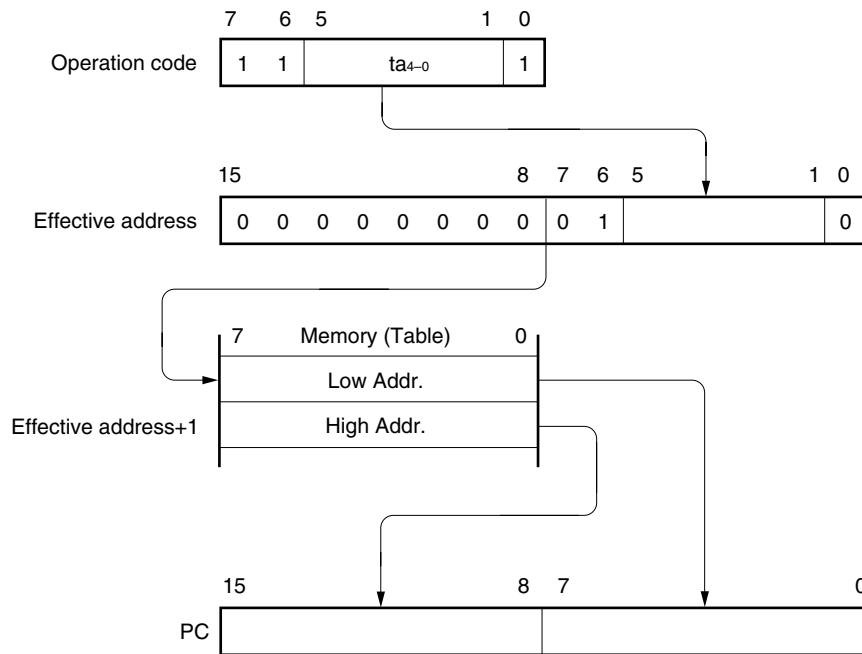 7 6 5 1 0
Operation code 1 1 ta4–0 1
15 8 7 6 5 1 0
Effective address 0 0 0 0 0 0 0 0 0 1 0
7 Memory (Table) 0
Low Addr.
Effective address+1 High Addr.
15 8 7 0
PC